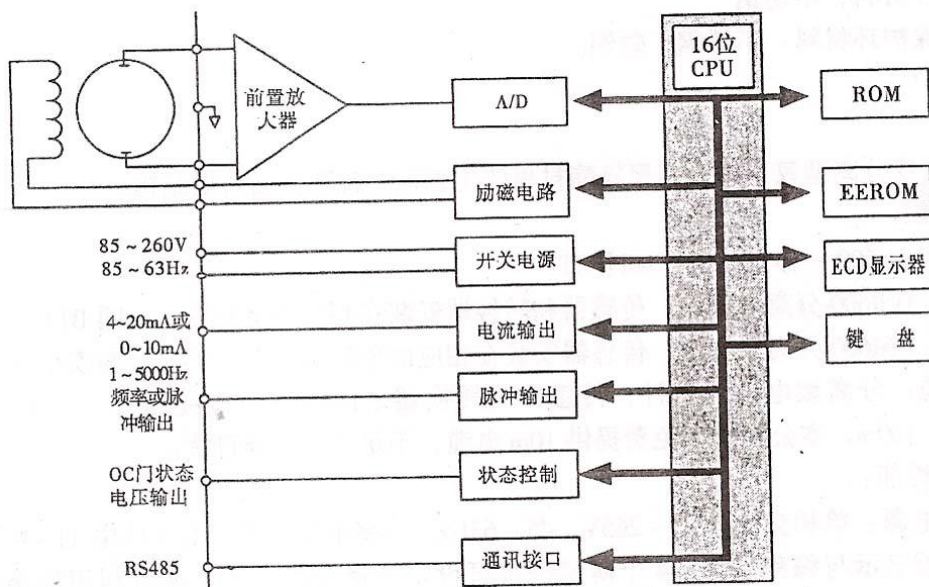 16位
CPU
前置放
大器
A/D
ROM
励磁电路
EEROM
85～260V
85～63Hz
开关电源
ECD显示器
4~20mA或
0～10mA
电流输出
键 盘
1～5000Hz
频率或脉
冲输出
脉冲输出
OC门状态
电压输出
状态控制
RS485
通讯接口